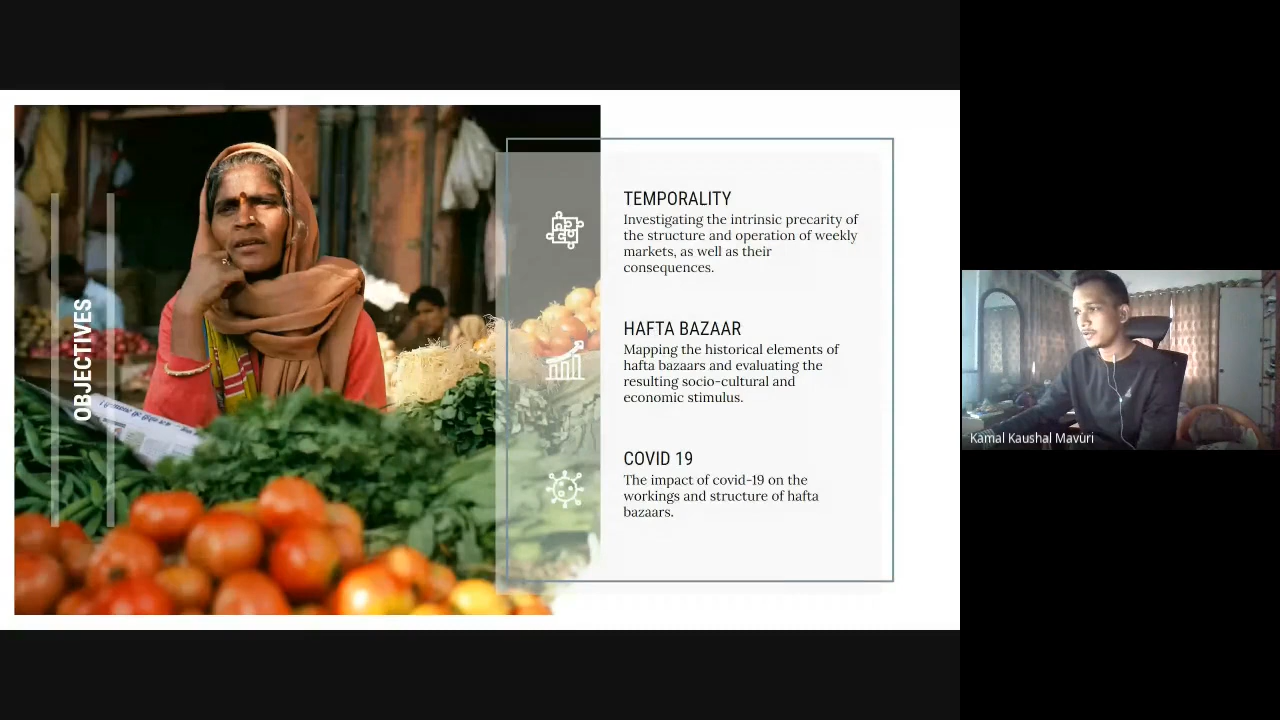 OBJECTIVES
TEMPORALITY
Investigating the intrinsic precarity of
the structure and operation of weekly
markets, as well as their
consequences.
HAFTA BAZAAR
Mapping the historical elements of
hafta bazaars and evaluating the
resulting socio-cultural and
economic stimulus.
COVID 19
The impact of covid-19 on the
workings and structure of hafta
bazaars.
Kamal Kaushal Mavuri